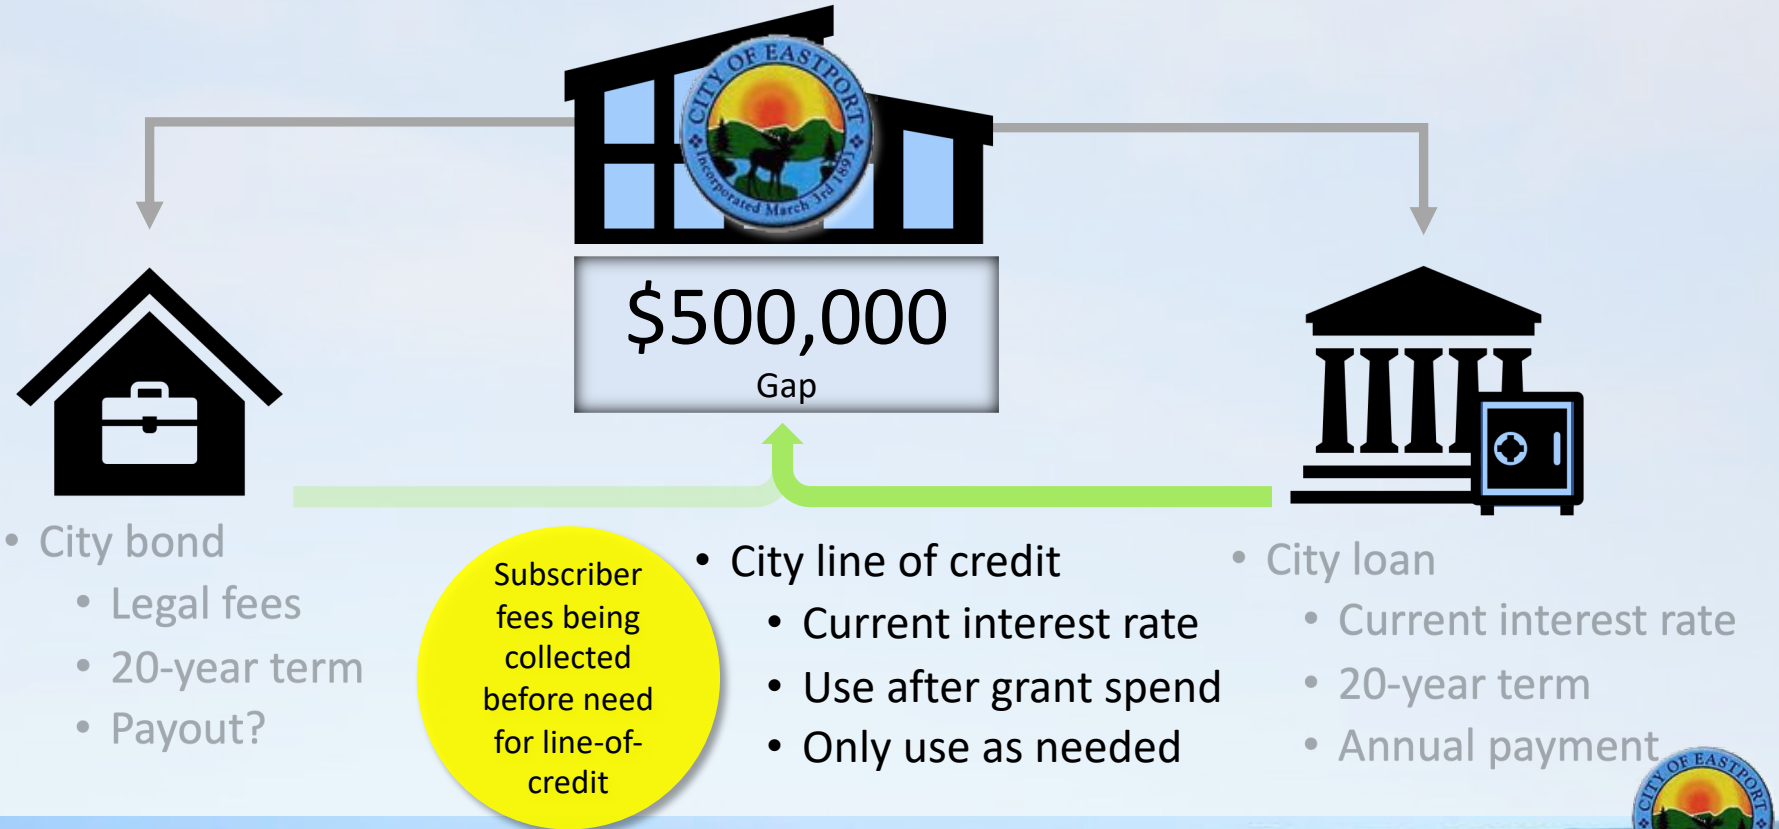 CITY OF EASTPORT
Incorporated March 3rd 1893
$500,000
Gap
• City bond
• Legal fees
• 20-year term
• Payout?
Subscriber
fees being
collected
before need
for line-of-
credit
• City line of credit
• Current interest rate
• Use after grant spend
• Only use as needed
• City loan
• Current interest rate
• 20-year term
• Annual payment
CITY OF EASTPORT